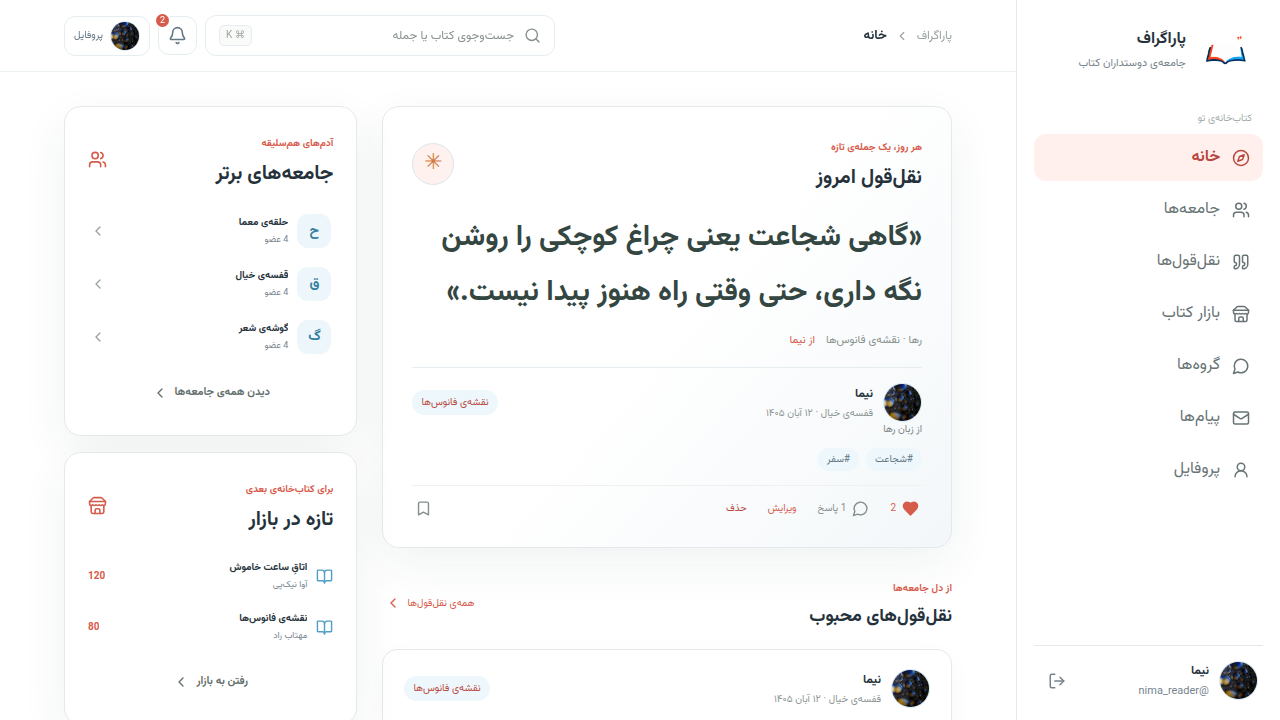 پاراگراف
جامعه‌ی دوستداران کتاب
کتاب‌خانه‌ی تو
خانه
جامعه‌ها
نقل‌قول‌ها
بازار کتاب
گروه‌ها
پیام‌ها
پروفایل
نیما
@nima_reader
پاراگراف
خانه
جست‌وجوی کتاب یا جمله
⌘ K
2
پروفایل
هر روز، یک جمله‌ی تازه
نقل‌قول امروز
«گاهی شجاعت یعنی چراغ کوچکی را روشن
نگه داری، حتی وقتی راه هنوز پیدا نیست.»
رها · نقشه‌ی فانوس‌ها
از نیما
نیما
قفسه‌ی خیال · ۱۲ آبان ۱۴۰۵
نقشه‌ی فانوس‌ها
از زبان رها
#شجاعت
#سفر
2
1 پاسخ
ویرایش
حذف
از دل جامعه‌ها
نقل‌قول‌های محبوب
همه‌ی نقل‌قول‌ها
نیما
قفسه‌ی خیال · ۱۲ آبان ۱۴۰۵
نقشه‌ی فانوس‌ها
آدم‌های هم‌سلیقه
جامعه‌های برتر
ح
حلقه‌ی معما
4 عضو
ق
قفسه‌ی خیال
4 عضو
گ
گوشه‌ی شعر
4 عضو
دیدن همه‌ی جامعه‌ها
برای کتاب‌خانه‌ی بعدی
تازه در بازار
اتاق ساعت خاموش
آوا نیک‌پی
120
نقشه‌ی فانوس‌ها
مهتاب راد
80
رفتن به بازار